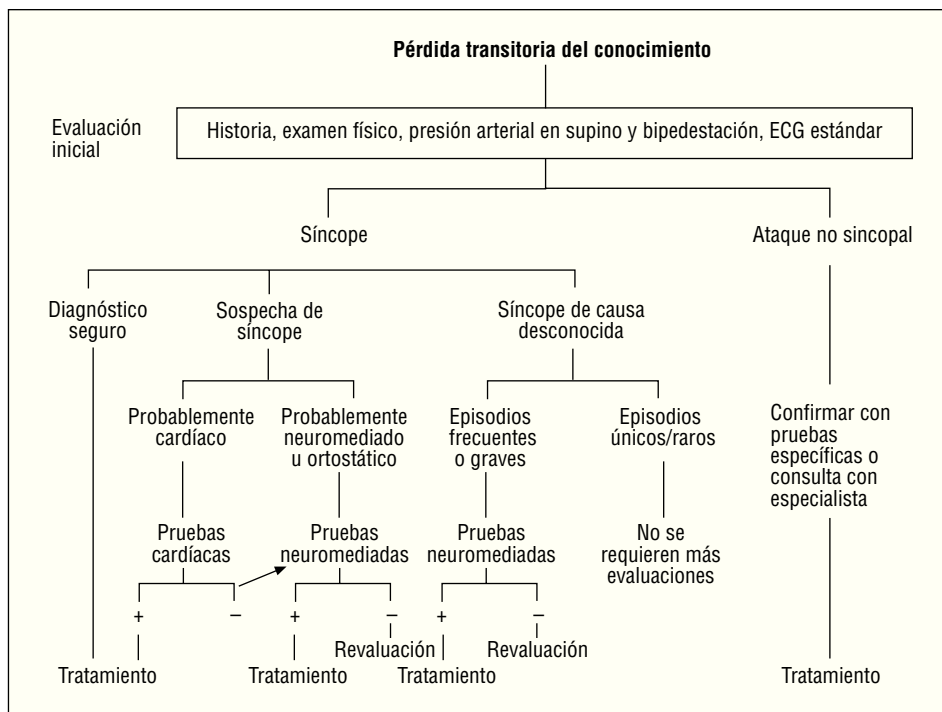 Pérdida transitoria del conocimiento
Evaluación
inicial
Historia, examen físico, presión arterial en supino y bipedestación, ECG estándar
Síncope
Ataque no sincopal
Diagnóstico
seguro
Sospecha de
síncope
Síncope de causa
desconocida
Probablemente
cardíaco
Probablemente
neuromediado
u ortostático
Episodios
frecuentes
o graves
Episodios
únicos/raros
Confirmar con
pruebas
específicas o
consulta con
especialista
Pruebas
cardíacas
Pruebas
neuromediadas
Pruebas
neuromediadas
No se
requieren más
evaluaciones
+
–
+
–
+
–
Revaluación
Revaluación
Tratamiento
Tratamiento
Tratamiento
Tratamiento